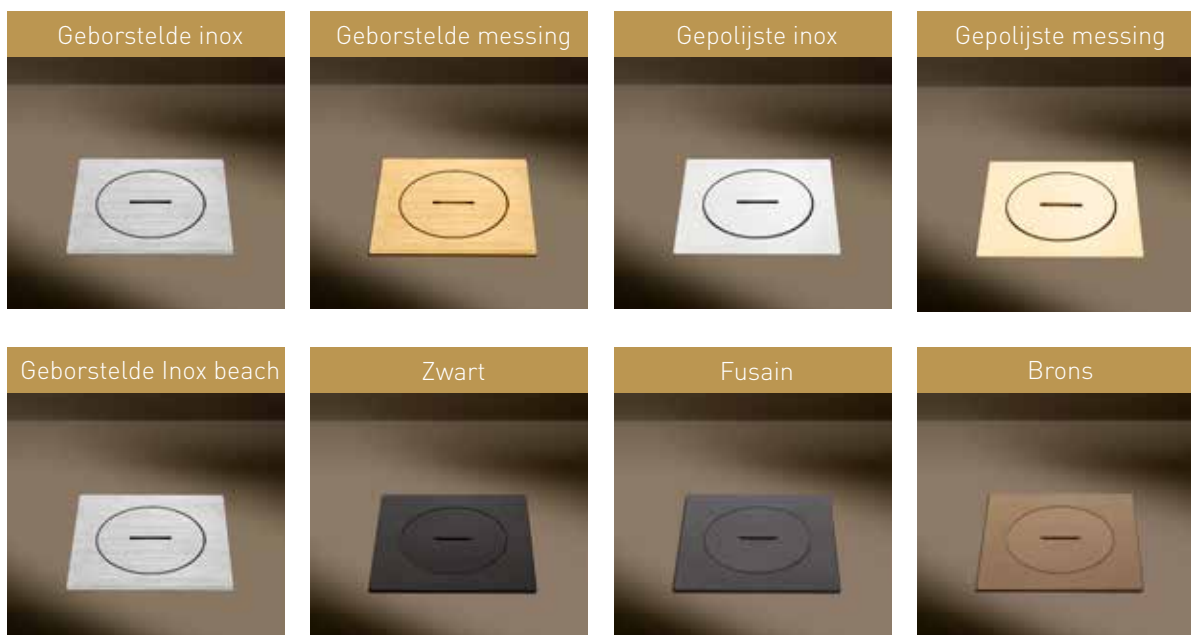 Geborstelde inox
Geborstelde messing
Gepolijste inox
Gepolijste messing
Geborstelde Inox beach
Zwart
Fusain
Brons